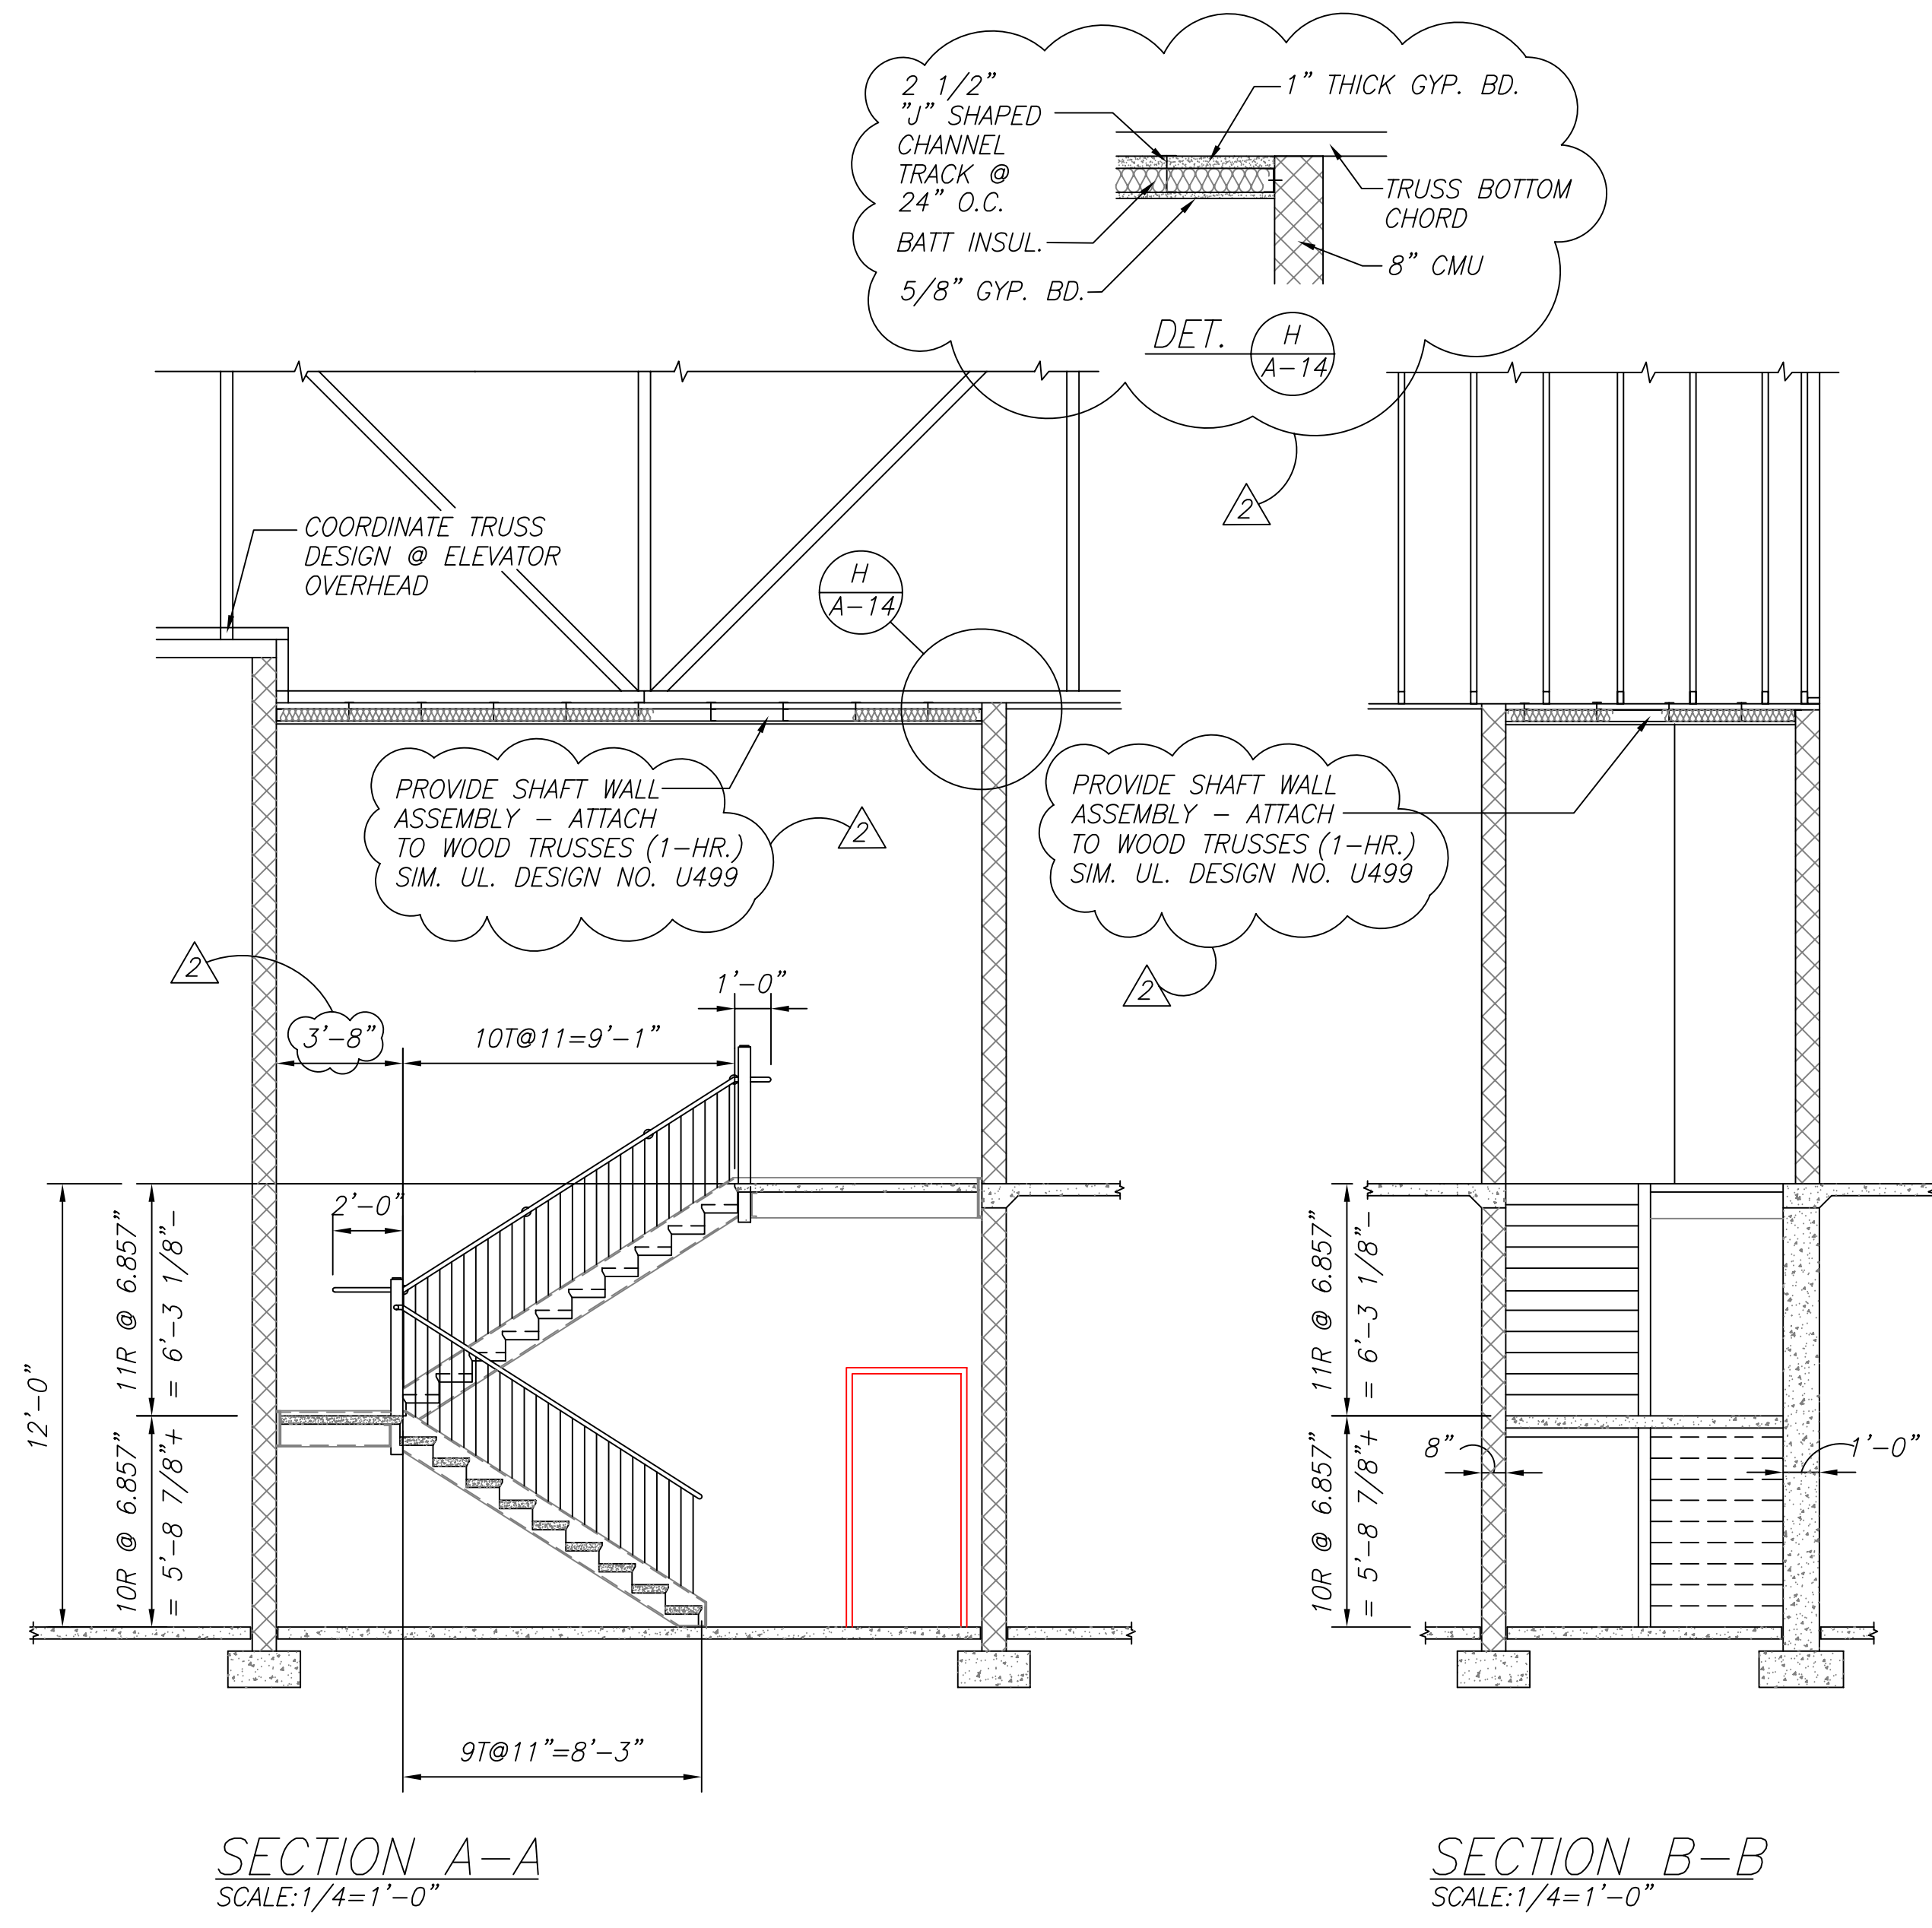 2 1/2"
"J" SHAPED
CHANNEL
TRACK @
24" O.C.
BATT INSUL.
5/8" GYP. BD.
1" THICK GYP. BD.
TRUSS BOTTOM
CHORD
8" CMU
DET.
H
A-14
2
COORDINATE TRUSS
DESIGN @ ELEVATOR
OVERHEAD
H
A-14
PROVIDE SHAFT WALL
ASSEMBLY - ATTACH
TO WOOD TRUSSES (1-HR.)
SIM. UL. DESIGN NO. U499
2
PROVIDE SHAFT WALL
ASSEMBLY - ATTACH
TO WOOD TRUSSES (1-HR.)
SIM. UL. DESIGN NO. U499
2
2
3'-8"
10T@11=9'-1"
1'-0"
2'-0"
12'-0"
11R @ 6.857"
= 6'-3 1/8"-
10R @ 6.857"
= 5'-8 7/8"+
9T@11"=8'-3"
11R @ 6.857"
= 6'-3 1/8"-
10R @ 6.857"
= 5'-8 7/8"+
8"
1'-0"
SECTION A-A
SCALE:1/4=1'-0"
SECTION B-B
SCALE:1/4=1'-0"